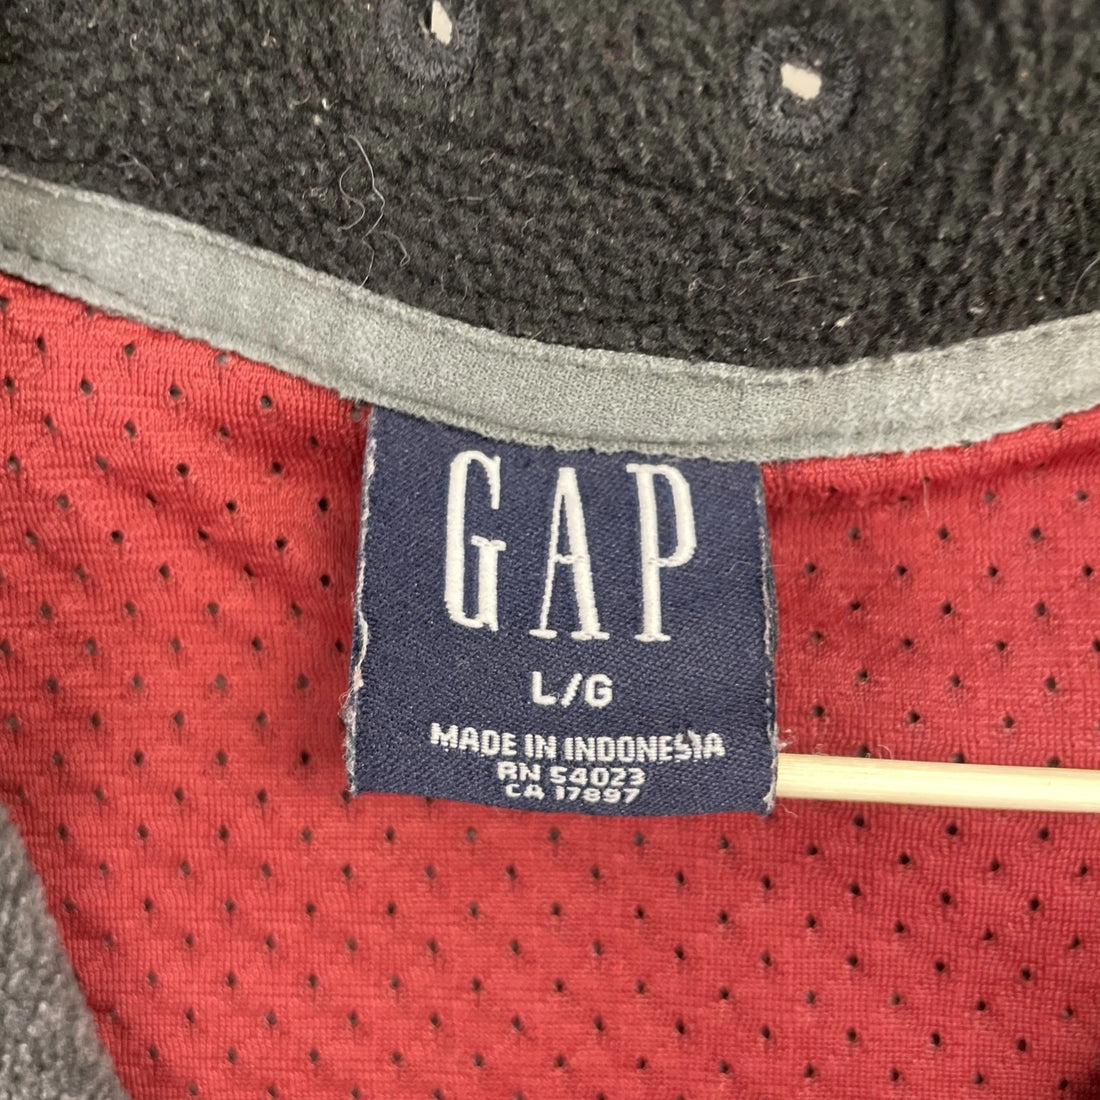 GAP
L/G
MADE IN INDONESIA
RN 54023
CA 17897